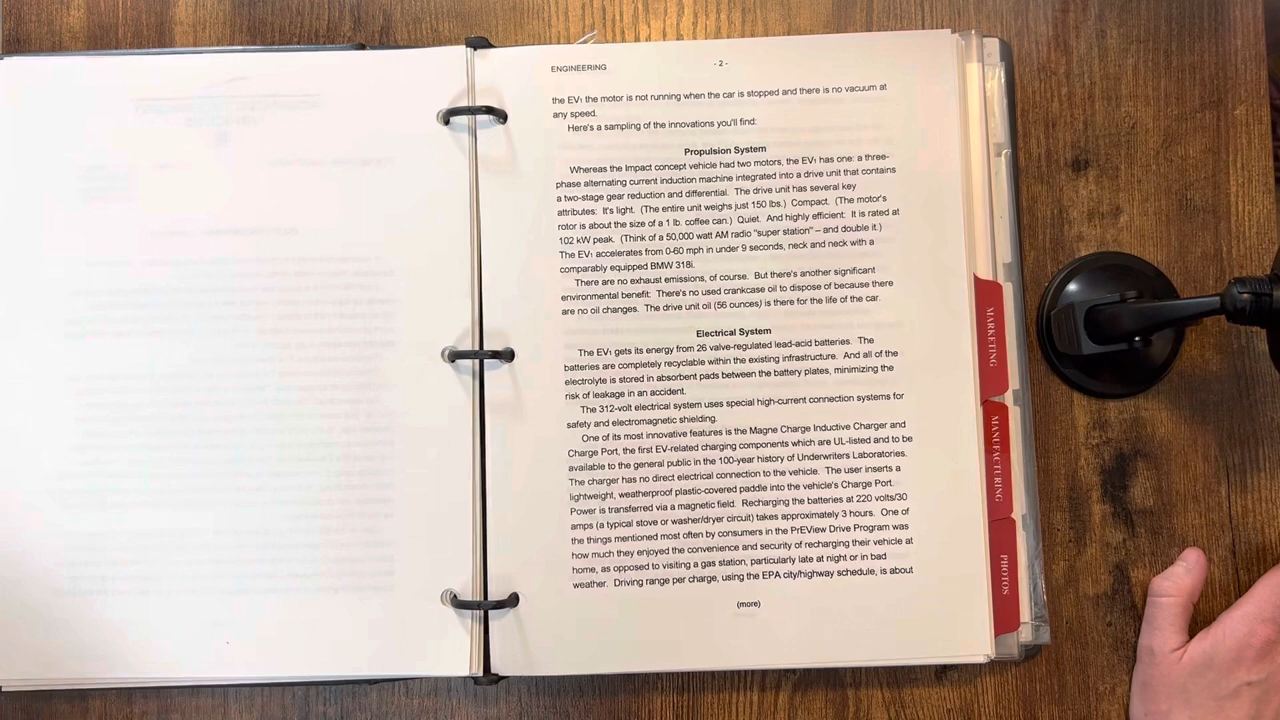 ENGINEERING - 2 -
the EV1 the motor is not running when the car is stopped and there is no vacuum at
any speed.
Here's a sampling of the innovations you'll find:
Propulsion System
Whereas the Impact concept vehicle had two motors, the EV1 has one: a three-
phase alternating current induction machine integrated into a drive unit that contains
a two-stage gear reduction and differential. The drive unit has several key
attributes: It's light. (The entire unit weighs just 150 lbs.) Compact. (The motor's
rotor is about the size of a 1 lb. coffee can.) Quiet. And highly efficient: It is rated at
102 kW peak. (Think of a 50,000 watt AM radio "super station" – and double it.)
The EV1 accelerates from 0-60 mph in under 9 seconds, neck and neck with a
comparably equipped BMW 318i.
There are no exhaust emissions, of course. But there's another significant
environmental benefit: There's no used crankcase oil to dispose of because there
are no oil changes. The drive unit oil (56 ounces) is there for the life of the car.
Electrical System
The EV1 gets its energy from 26 valve-regulated lead-acid batteries. The
batteries are completely recyclable within the existing infrastructure. And all of the
electrolyte is stored in absorbent pads between the battery plates, minimizing the
risk of leakage in an accident.
The 312-volt electrical system uses special high-current connection systems for
safety and electromagnetic shielding.
One of its most innovative features is the Magne Charge Inductive Charger and
Charge Port, the first EV-related charging components which are UL-listed and to be
available to the general public in the 100-year history of Underwriters Laboratories.
The charger has no direct electrical connection to the vehicle. The user inserts a
lightweight, weatherproof plastic-covered paddle into the vehicle's Charge Port.
Power is transferred via a magnetic field. Recharging the batteries at 220 volts/30
amps (a typical stove or washer/dryer circuit) takes approximately 3 hours. One of
the things mentioned most often by consumers in the PrEView Drive Program was
how much they enjoyed the convenience and security of recharging their vehicle at
home, as opposed to visiting a gas station, particularly late at night or in bad
weather. Driving range per charge, using the EPA city/highway schedule, is about
(more)
MARKETING
MANUFACTURING
PHOTOS